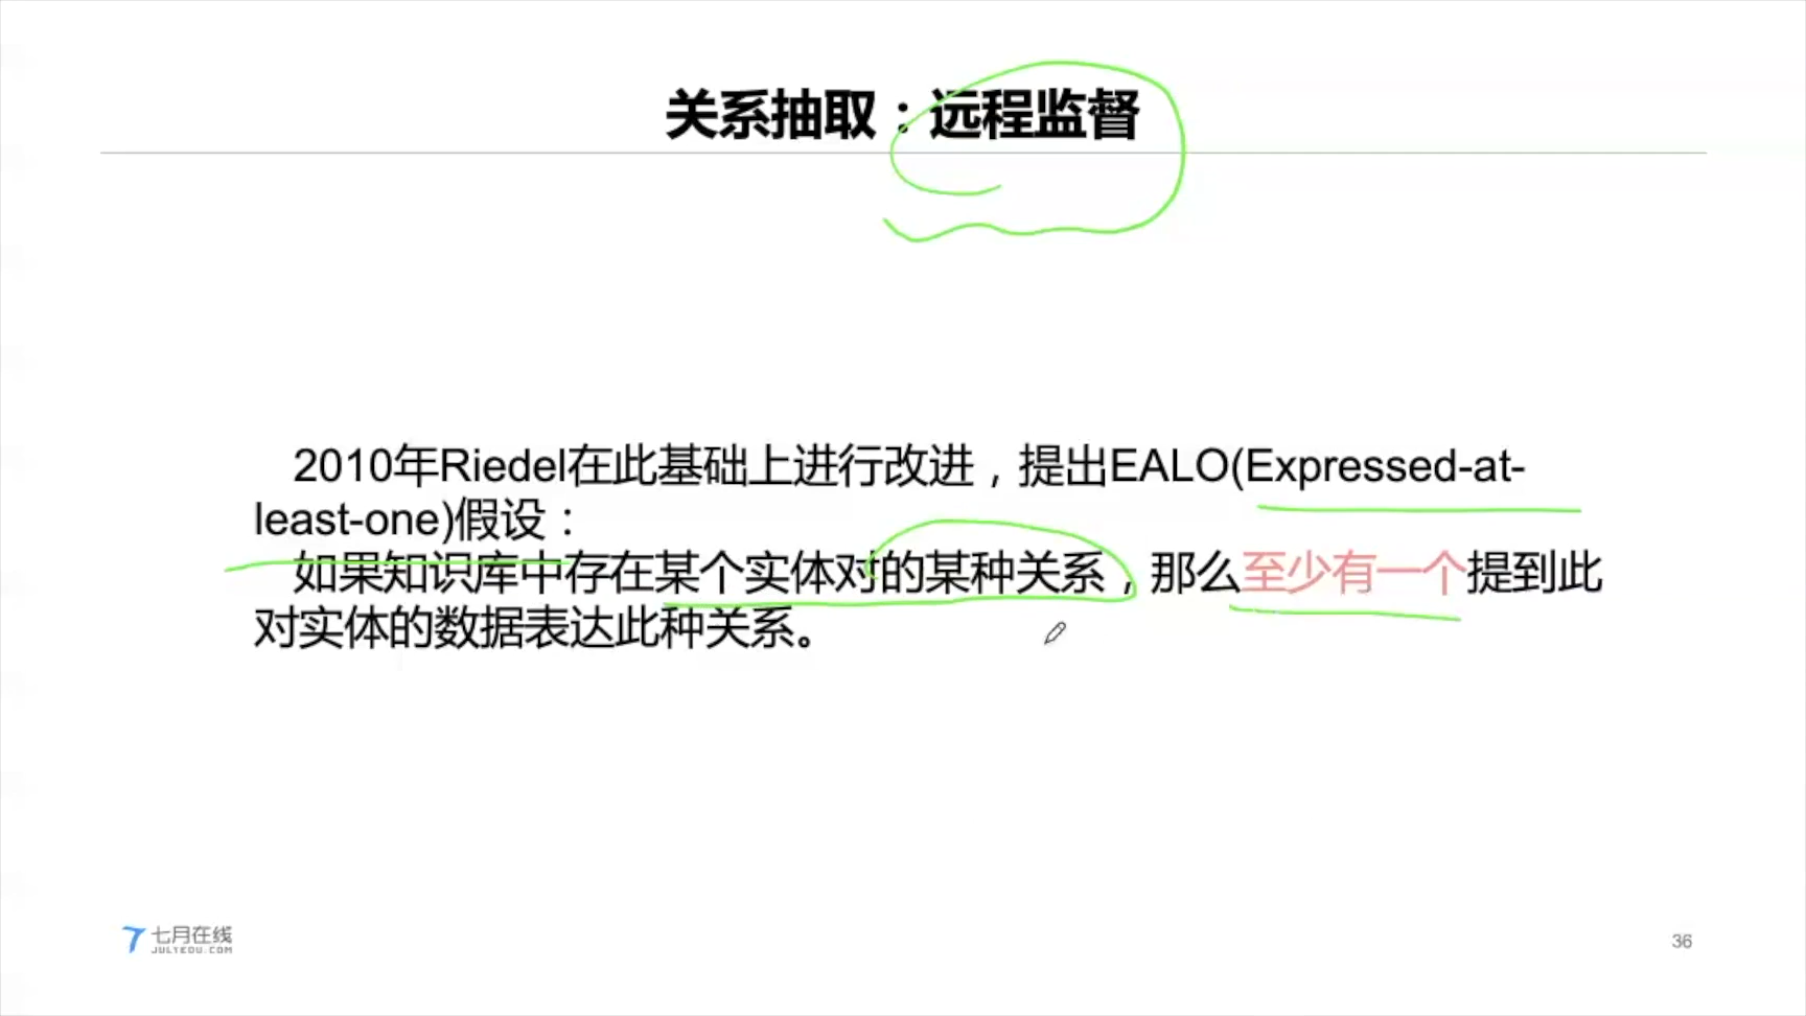 关系抽取：远程监督
2010年Riedel在此基础上进行改进，提出EALO(Expressed-at-
least-one)假设：
如果知识库中存在某个实体对的某种关系，那么至少有一个提到此
对实体的数据表达此种关系。
七月在线
JULYEDU.COM
36